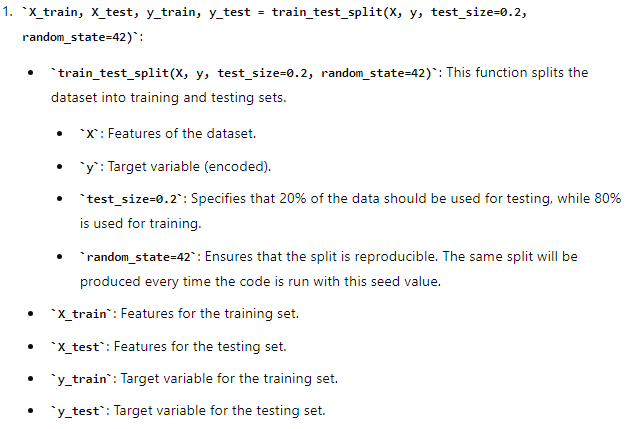 1. `X_train, X_test, y_train, y_test = train_test_split(X, y, `test_size=0.2,
random_state=42)`:
• `train_test_split(X, y, test_size=0.2, random_state=42)`: This function splits the
dataset into training and testing sets.
• `X`: Features of the dataset.
• `y`: Target variable (encoded).
• `test_size=0.2`: Specifies that 20% of the data should be used for testing, while 80%
is used for training.
• `random_state=42`: Ensures that the split is reproducible. The same split will be
produced every time the code is run with this seed value.
• `X_train`: Features for the training set.
• `X_test`: Features for the testing set.
• `y_train`: Target variable for the training set.
• `y_test`: Target variable for the testing set.